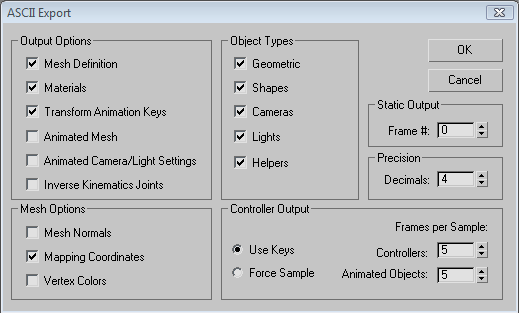 ASCII Export
Output Options
Mesh Definition
Materials
Transform Animation Keys
Animated Mesh
Animated Camera/Light Settings
Inverse Kinematics Joints
Object Types
Geometric
Shapes
Cameras
Lights
Helpers
OK
Cancel
Static Output
Frame #: 0
Precision
Decimals: 4
Mesh Options
Mesh Normals
Mapping Coordinates
Vertex Colors
Controller Output
Use Keys
Force Sample
Frames per Sample:
Controllers: 5
Animated Objects: 5